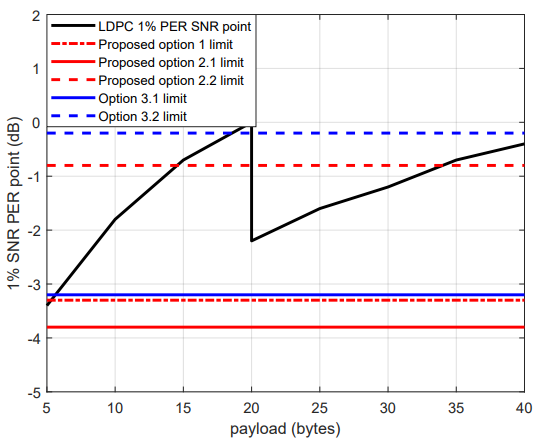 LDPC 1% PER SNR point
Proposed option 1 limit
Proposed option 2.1 limit
Proposed option 2.2 limit
Option 3.1 limit
Option 3.2 limit
2
1
0
-1
-2
-3
-4
-5
1% SNR PER point (dB)
5 10 15 20 25 30 35 40
payload (bytes)